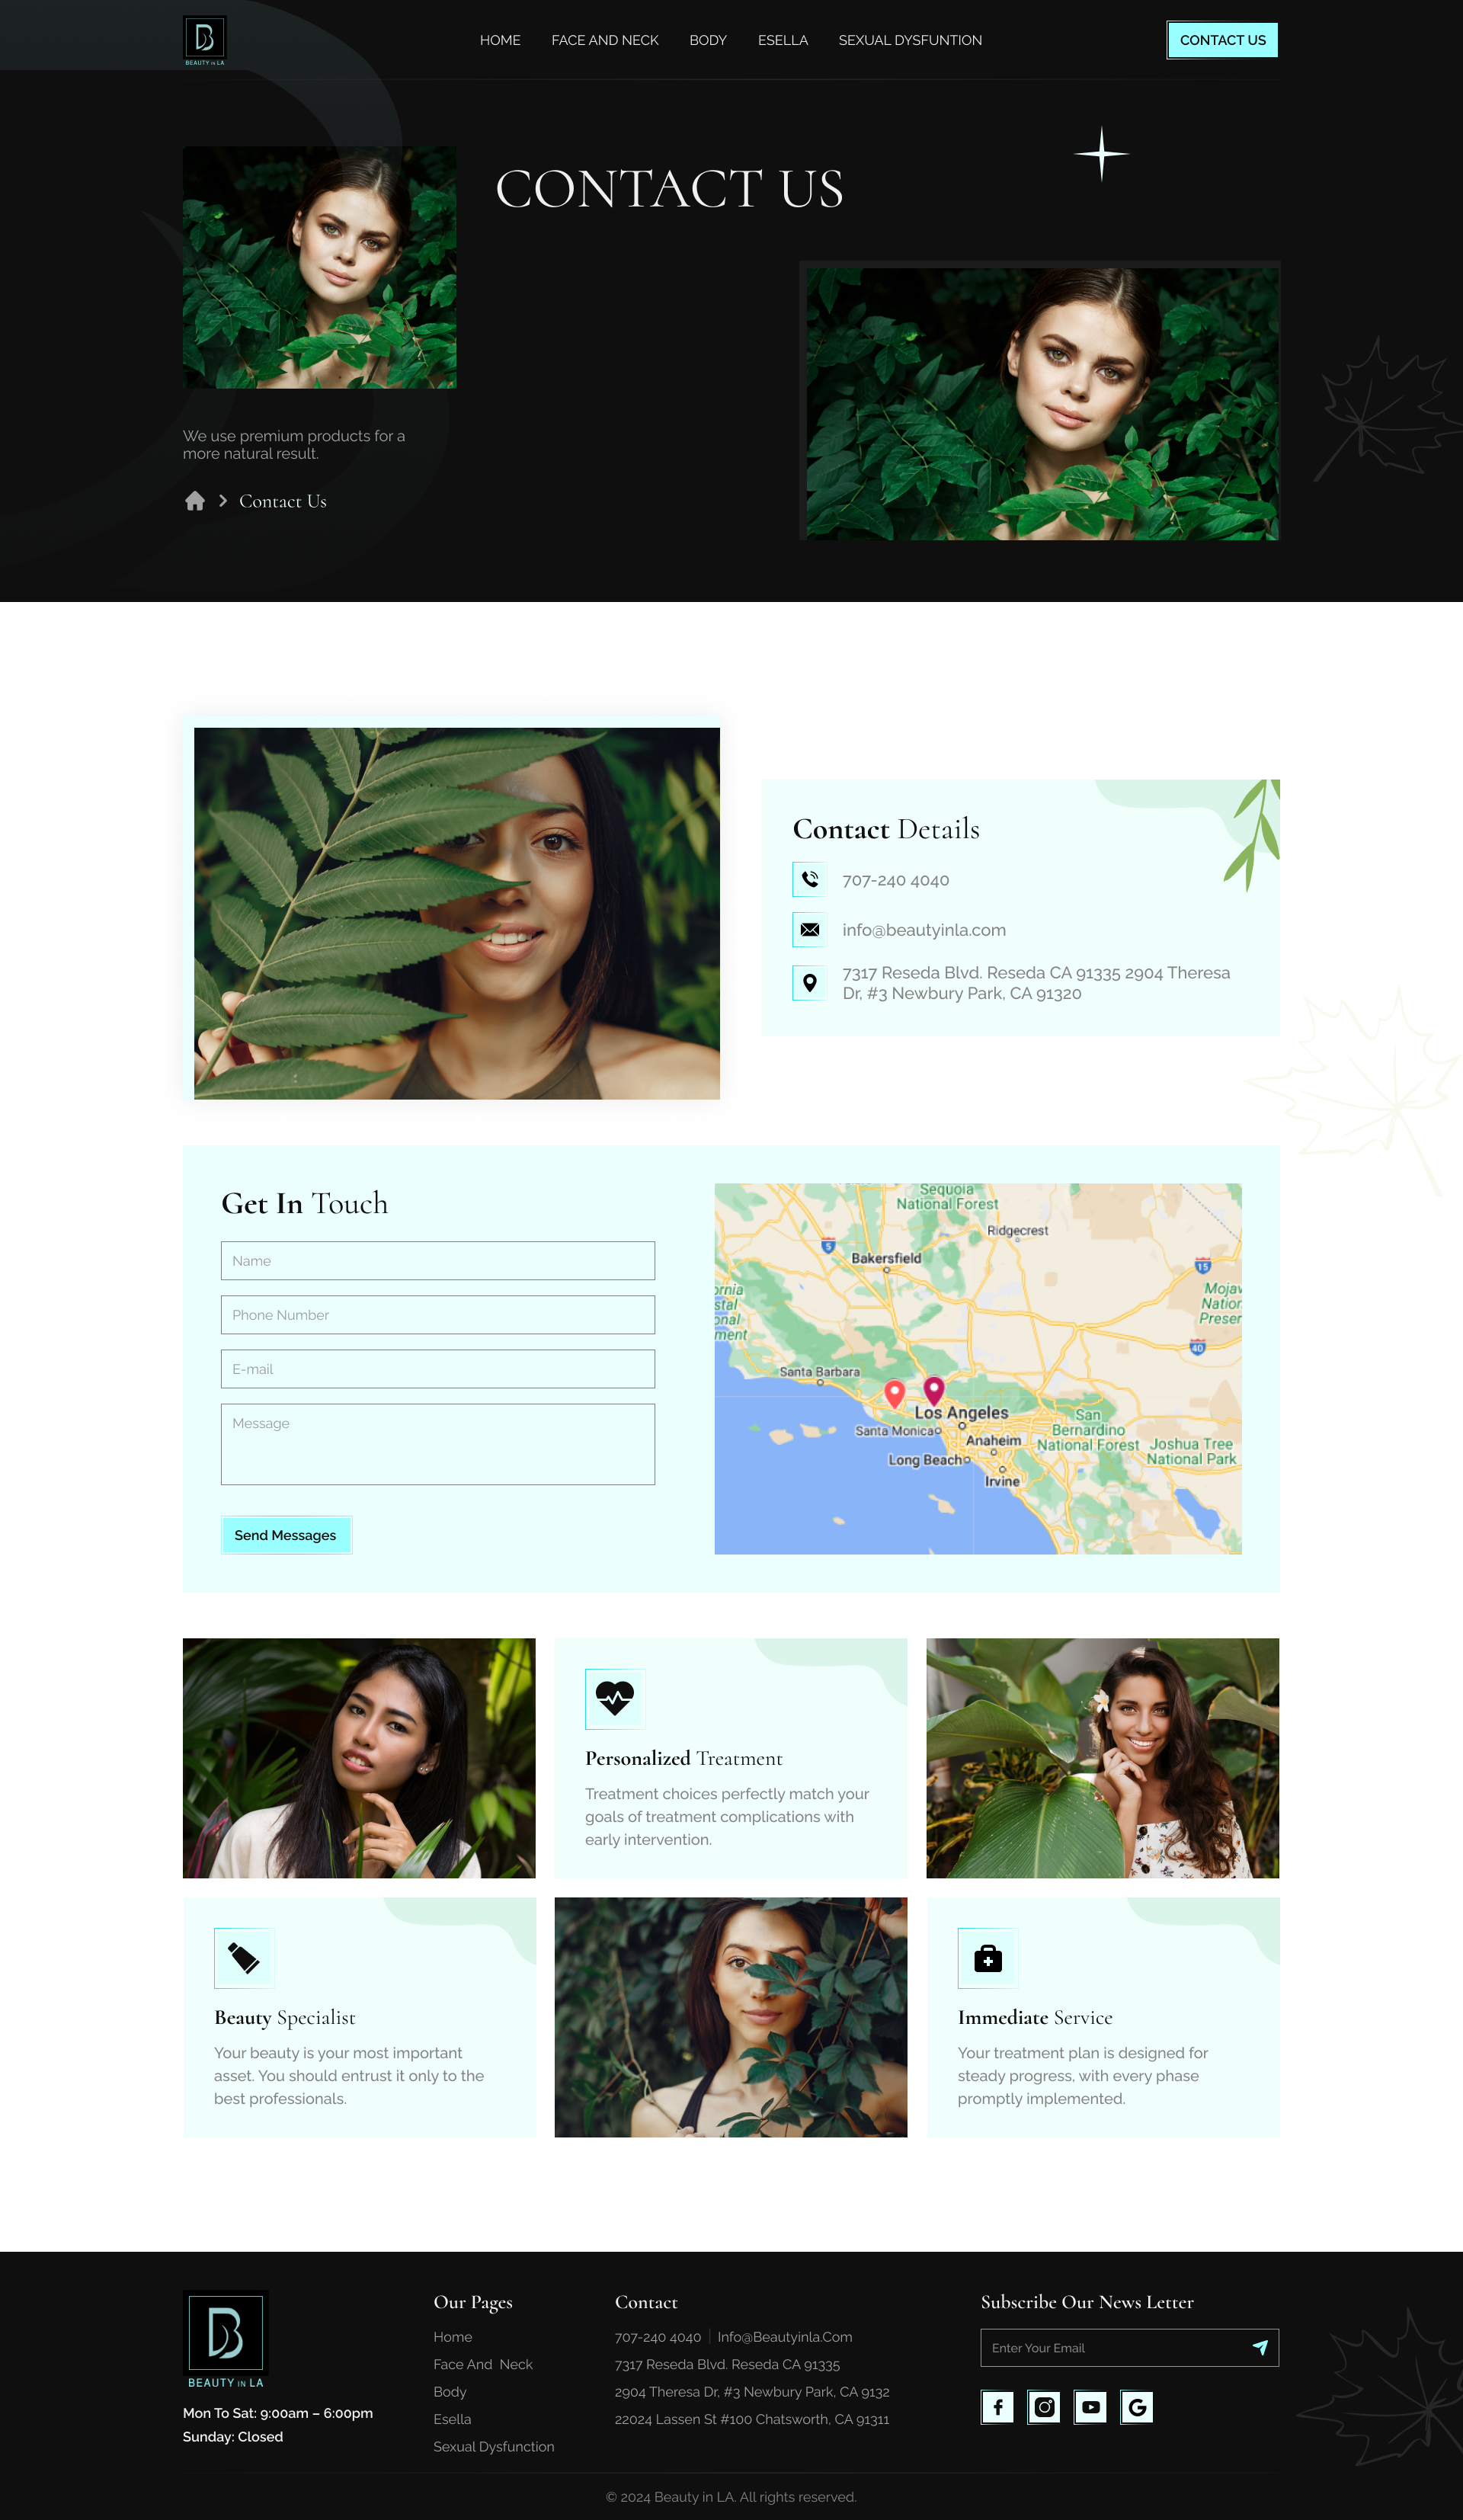 BEAUTY IN LA
HOME
FACE AND NECK
BODY
ESELLA
SEXUAL DYSFUNTION
CONTACT US
CONTACT US
We use premium products for a
more natural result.
Contact Us
Contact Details
707-240 4040
info@beautyinla.com
7317 Reseda Blvd. Reseda CA 91335 2904 Theresa
Dr, #3 Newbury Park, CA 91320
Get In Touch
Name
Phone Number
E-mail
Message
Send Messages
Sequoia
National Forest
Ridgecrest
5
Bakersfield
15
Mojav
Nation
Preser
40
Santa Barbara
Los Angeles
Santa Monica
Anaheim
Long Beach
Irvine
San
Bernardino
National Forest
Joshua Tree
National Park
Personalized Treatment
Treatment choices perfectly match your
goals of treatment complications with
early intervention.
Beauty Specialist
Your beauty is your most important
asset. You should entrust it only to the
best professionals.
Immediate Service
Your treatment plan is designed for
steady progress, with every phase
promptly implemented.
BEAUTY IN LA
Mon To Sat: 9:00am – 6:00pm
Sunday: Closed
Our Pages
Home
Face And Neck
Body
Esella
Sexual Dysfunction
Contact
707-240 4040 | Info@Beautyinla.Com
7317 Reseda Blvd. Reseda CA 91335
2904 Theresa Dr, #3 Newbury Park, CA 9132
22024 Lassen St #100 Chatsworth, CA 91311
Subscribe Our News Letter
Enter Your Email
© 2024 Beauty in LA. All rights reserved.